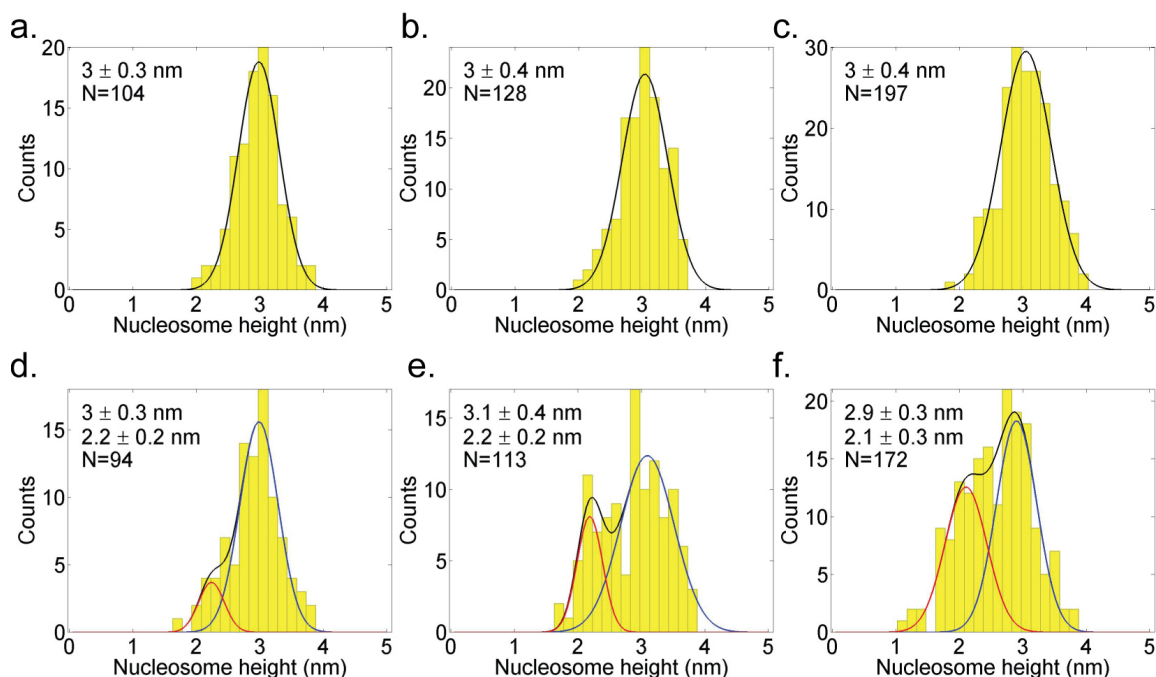 a.
3 ± 0.3 nm
N=104
Counts
20
15
10
5
0
0 1 2 3 4 5
Nucleosome height (nm)
b.
3 ± 0.4 nm
N=128
Counts
20
15
10
5
0
0 1 2 3 4 5
Nucleosome height (nm)
c.
3 ± 0.4 nm
N=197
Counts
30
20
10
0
0 1 2 3 4 5
Nucleosome height (nm)
d.
3 ± 0.3 nm
2.2 ± 0.2 nm
N=94
Counts
15
10
5
0
0 1 2 3 4 5
Nucleosome height (nm)
e.
3.1 ± 0.4 nm
2.2 ± 0.2 nm
N=113
Counts
15
10
5
0
0 1 2 3 4 5
Nucleosome height (nm)
f.
2.9 ± 0.3 nm
2.1 ± 0.3 nm
N=172
Counts
20
15
10
5
0
0 1 2 3 4 5
Nucleosome height (nm)